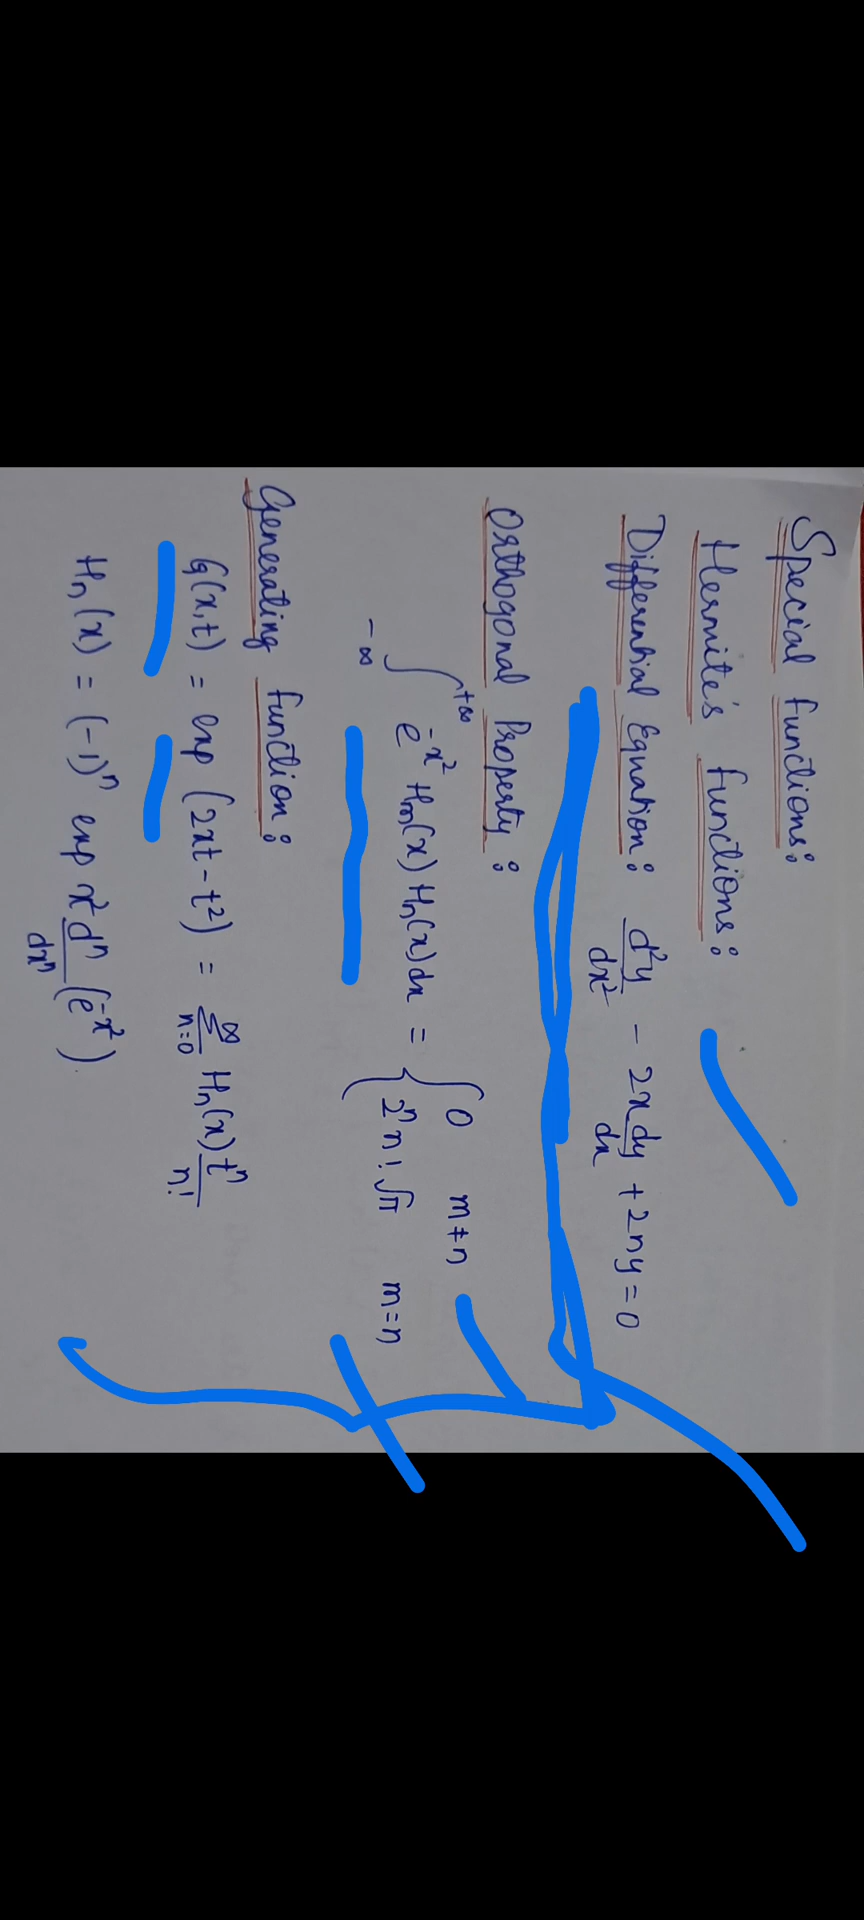 Special functions:
Hermite's functions:
Differential Equation: d²y/dx² - 2x dy/dx + 2ny = 0
Orthogonal Property:
∫_{-∞}^{+∞} e^{-x²} Hm(x) Hn(x) dx = { 0 m≠n
2ⁿ n! √π m=n
Generating function:
G(x,t) = exp (2xt - t²) = Σ_{n=0}^{∞} Hn(x) tⁿ/n!
Hn(x) = (-1)ⁿ exp x² dⁿ/dxⁿ (e^{-x²})